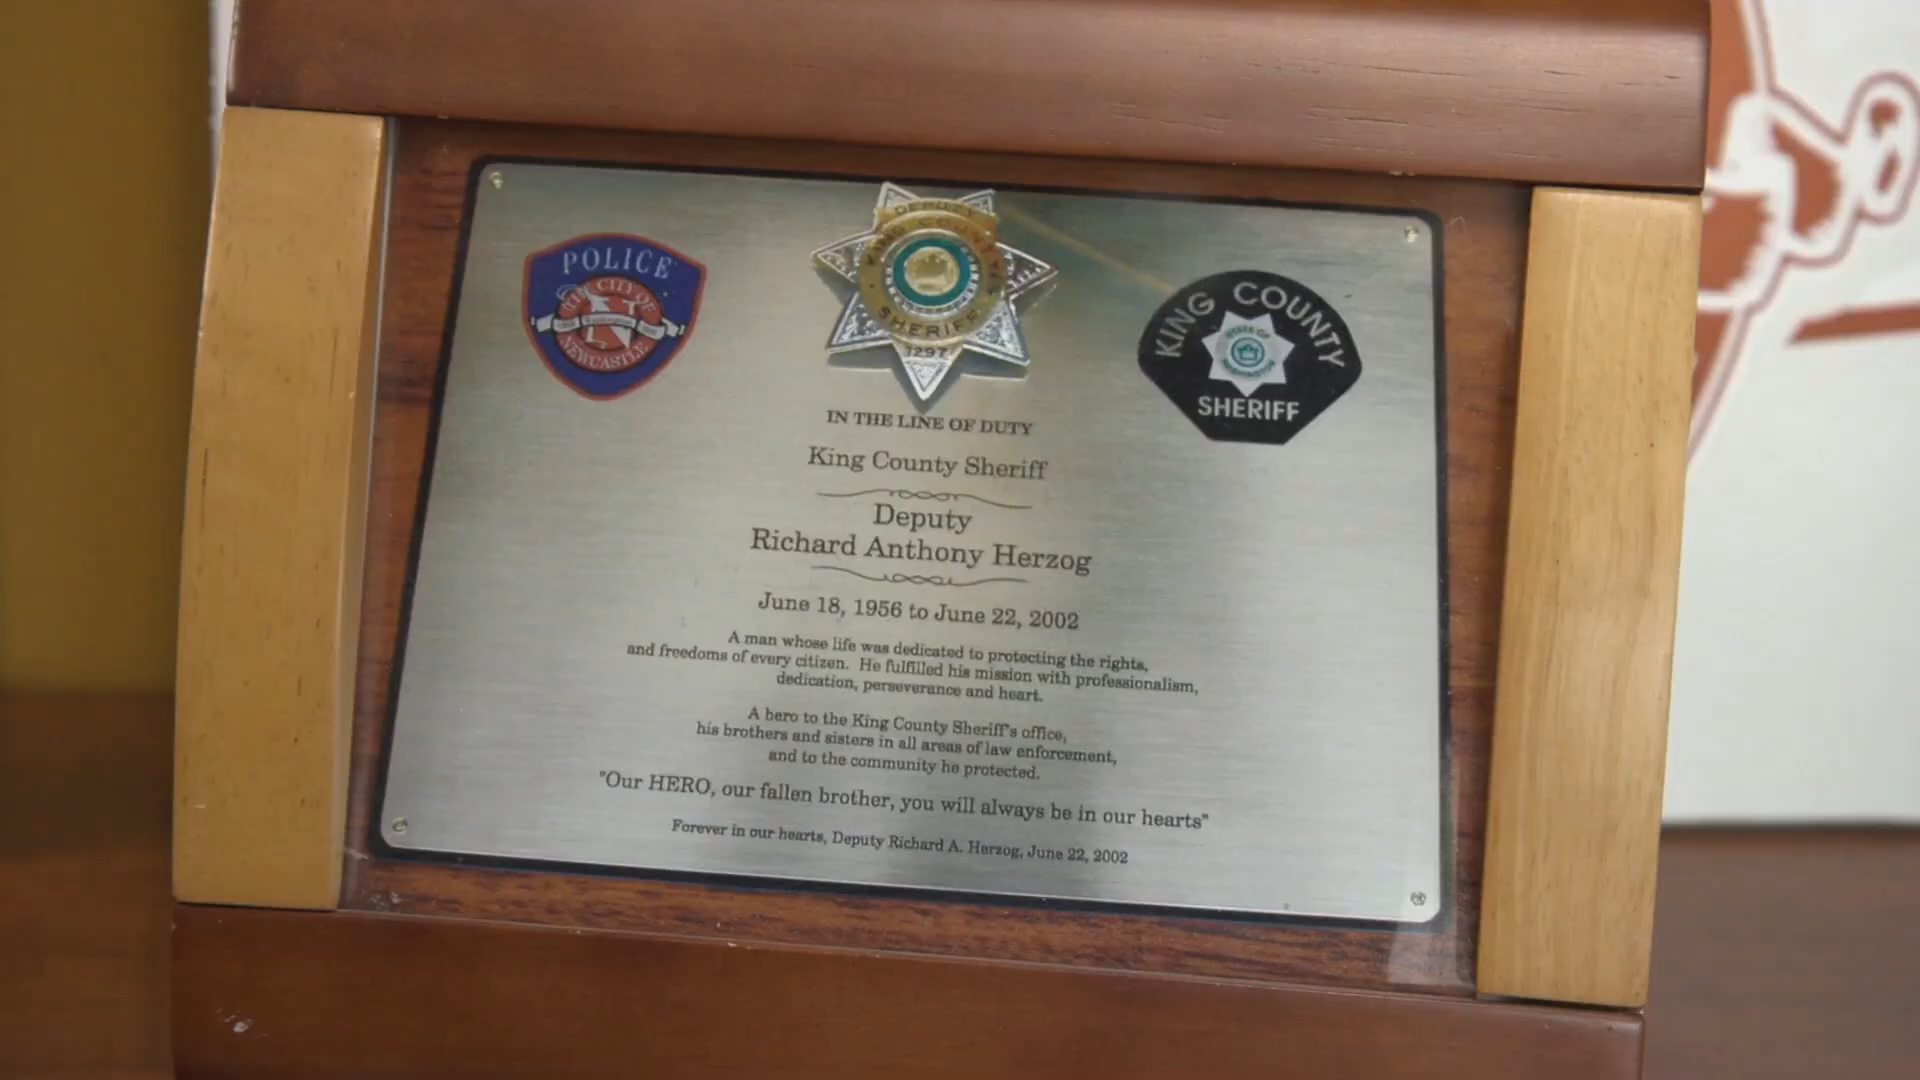 POLICE
THE CITY OF
NEWCASTLE
DEPUTY
KING COUNTY
SHERIFF
1297
KING COUNTY
STATE OF
WASHINGTON
SHERIFF
IN THE LINE OF DUTY
King County Sheriff
Deputy
Richard Anthony Herzog
June 18, 1956 to June 22, 2002
A man whose life was dedicated to protecting the rights,
and freedoms of every citizen. He fulfilled his mission with professionalism,
dedication, perseverance and heart.
A hero to the King County Sheriff's office,
his brothers and sisters in all areas of law enforcement,
and to the community he protected.
"Our HERO, our fallen brother, you will always be in our hearts"
Forever in our hearts, Deputy Richard A. Herzog, June 22, 2002